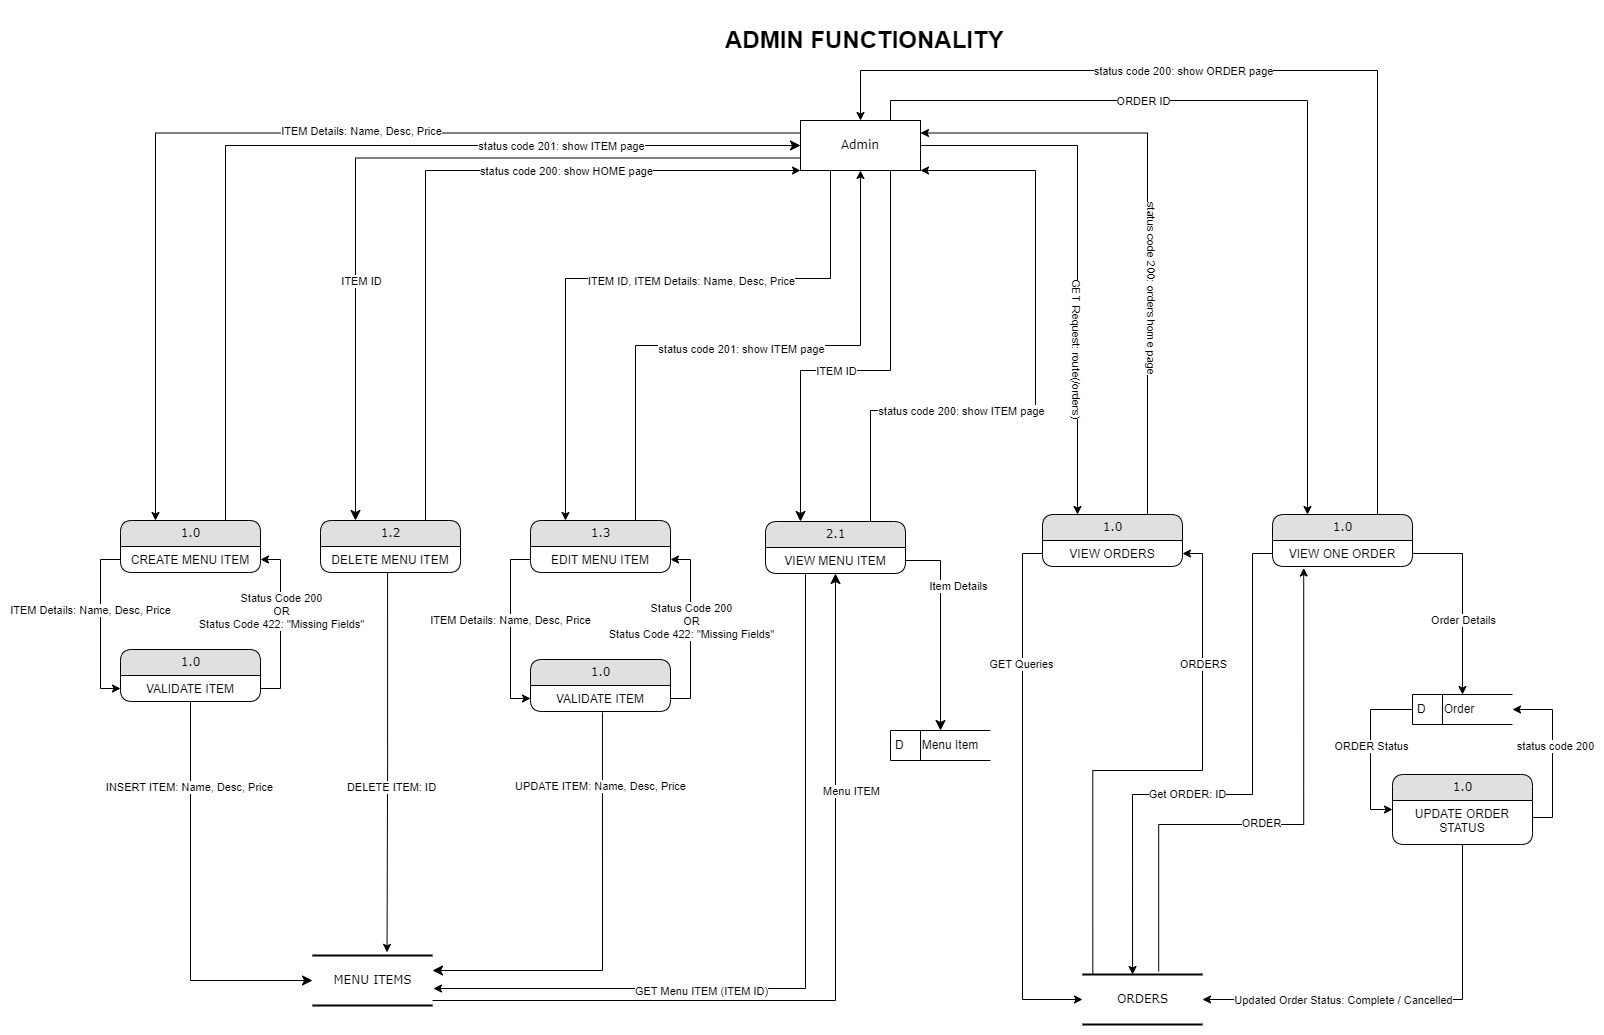 ADMIN FUNCTIONALITY
status code 200: show ORDER page
ORDER ID
ITEM Details: Name, Desc, Price
Admin
status code 201: show ITEM page
status code 200: show HOME page
ITEM ID
ITEM ID, ITEM Details: Name, Desc, Price
status code 201: show ITEM page
ITEM ID
status code 200: show ITEM page
GET Request: route(/orders)
status code 200: orders home page
1.0
CREATE MENU ITEM
1.2
DELETE MENU ITEM
1.3
EDIT MENU ITEM
2.1
VIEW MENU ITEM
1.0
VIEW ORDERS
1.0
VIEW ONE ORDER
ITEM Details: Name, Desc, Price
Status Code 200
OR
Status Code 422: "Missing Fields"
ITEM Details: Name, Desc, Price
Status Code 200
OR
Status Code 422: "Missing Fields"
Item Details
Order Details
1.0
VALIDATE ITEM
1.0
VALIDATE ITEM
GET Queries
ORDERS
D
Order
D
Menu Item
ORDER Status
status code 200
INSERT ITEM: Name, Desc, Price
DELETE ITEM: ID
UPDATE ITEM: Name, Desc, Price
Menu ITEM
Get ORDER: ID
ORDER
1.0
UPDATE ORDER
STATUS
MENU ITEMS
GET Menu ITEM (ITEM ID)
ORDERS
Updated Order Status: Complete / Cancelled